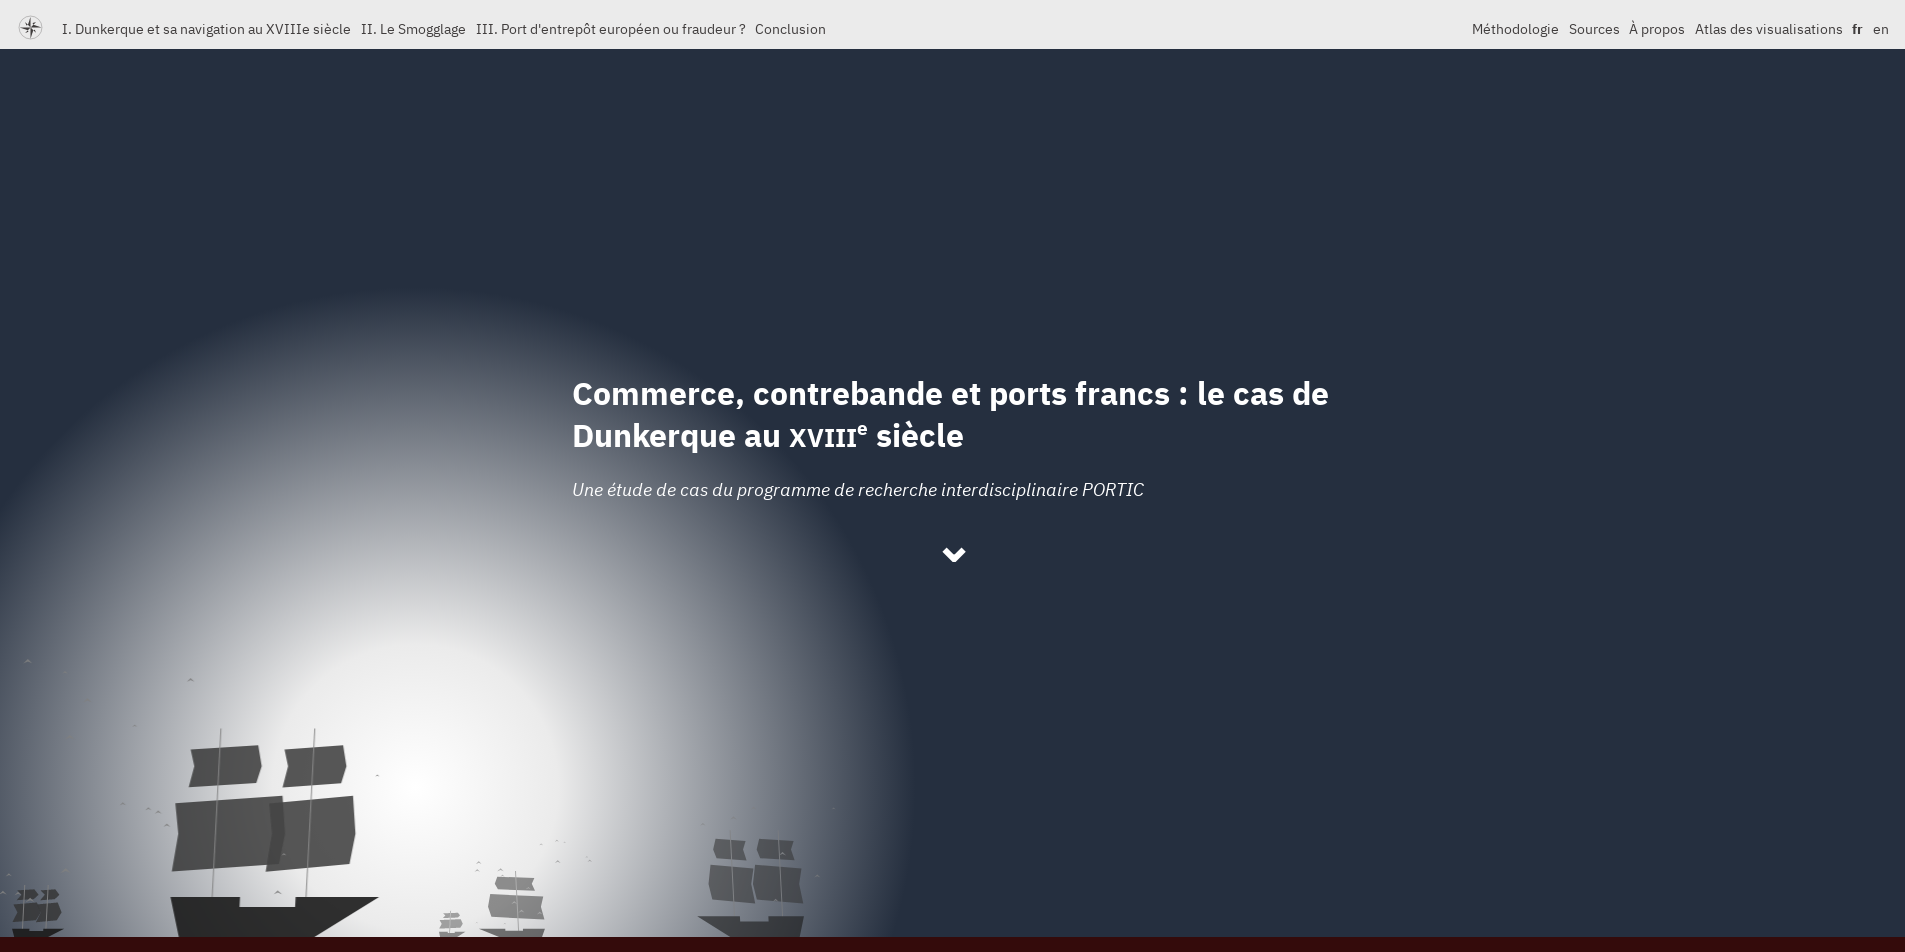 I. Dunkerque et sa navigation au XVIIIe siècle II. Le Smogglage III. Port d'entrepôt européen ou fraudeur ? Conclusion Méthodologie Sources À propos Atlas des visualisations fr en
Commerce, contrebande et ports francs : le cas de
Dunkerque au XVIIIe siècle
Une étude de cas du programme de recherche interdisciplinaire PORTIC